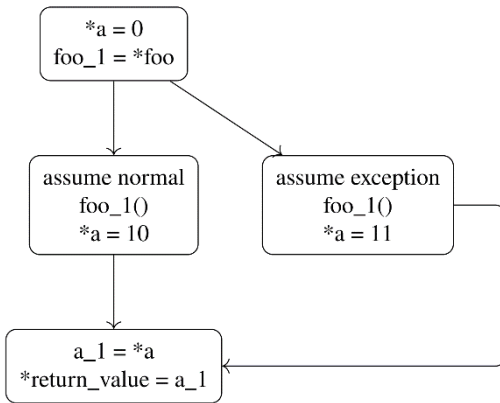 *a = 0
foo_1 = *foo
assume normal
foo_1()
*a = 10
assume exception
foo_1()
*a = 11
a_1 = *a
*return_value = a_1